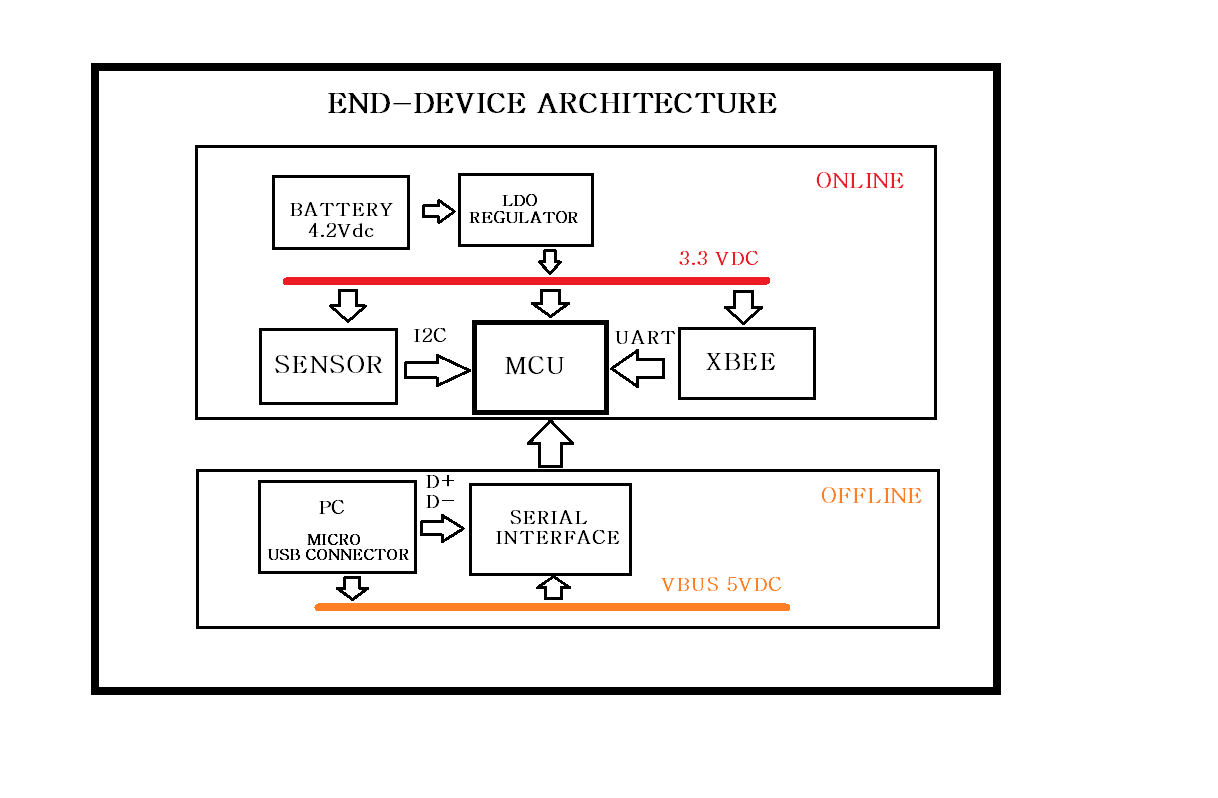 END-DEVICE ARCHITECTURE
ONLINE
BATTERY
4.2Vdc
LDO
REGULATOR
3.3 VDC
SENSOR
I2C
MCU
UART
XBEE
OFFLINE
PC
MICRO
USB CONNECTOR
D+
D-
SERIAL
INTERFACE
VBUS 5VDC